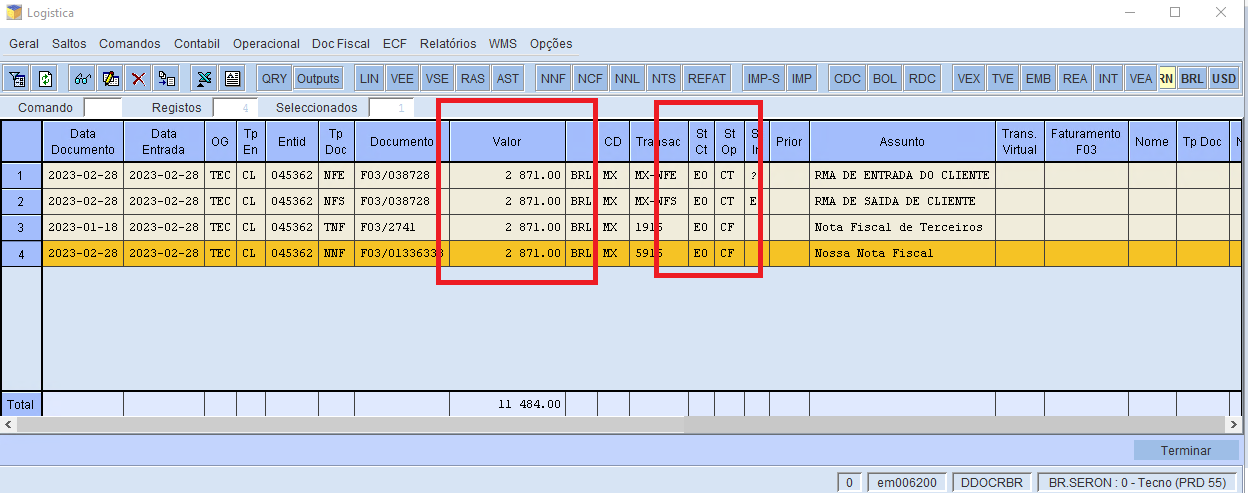 Logistica
Geral Saltos Comandos Contabil Operacional Doc Fiscal ECF Relatórios WMS Opções
QRY Outputs LIN VEE VSE RAS AST NNF NCF NNL NTS REFAT IMP-S IMP CDC BOL RDC VEX TVE EMB REA INT VEA RN BRL USD
Comando Registos 4 Seleccionados 1
Data Documento Data Entrada OG Tp En Entid Tp Doc Documento Valor CD Transac St Ct St Op Prior Assunto Trans. Virtual Faturamento F03 Nome Tp Doc
1 2023-02-28 2023-02-28 TEC CL 045362 NFE F03/038728 2 871.00 BRL MX MX-NFE E0 CT ? RMA DE ENTRADA DO CLIENTE
2 2023-02-28 2023-02-28 TEC CL 045362 NFS F03/038728 2 871.00 BRL MX MX-NFS E0 CT E RMA DE SAIDA DE CLIENTE
3 2023-01-18 2023-02-28 TEC CL 045362 TNF F03/2741 2 871.00 BRL MX 1915 E0 CF Nota Fiscal de Terceiros
4 2023-02-28 2023-02-28 TEC CL 045362 NNF F03/01336333 2 871.00 BRL MX 5916 E0 CF Nossa Nota Fiscal
Total 11 484.00
Terminar
0 em006200 DDOCRBR BR.SERON : 0 - Tecno (PRD 55)